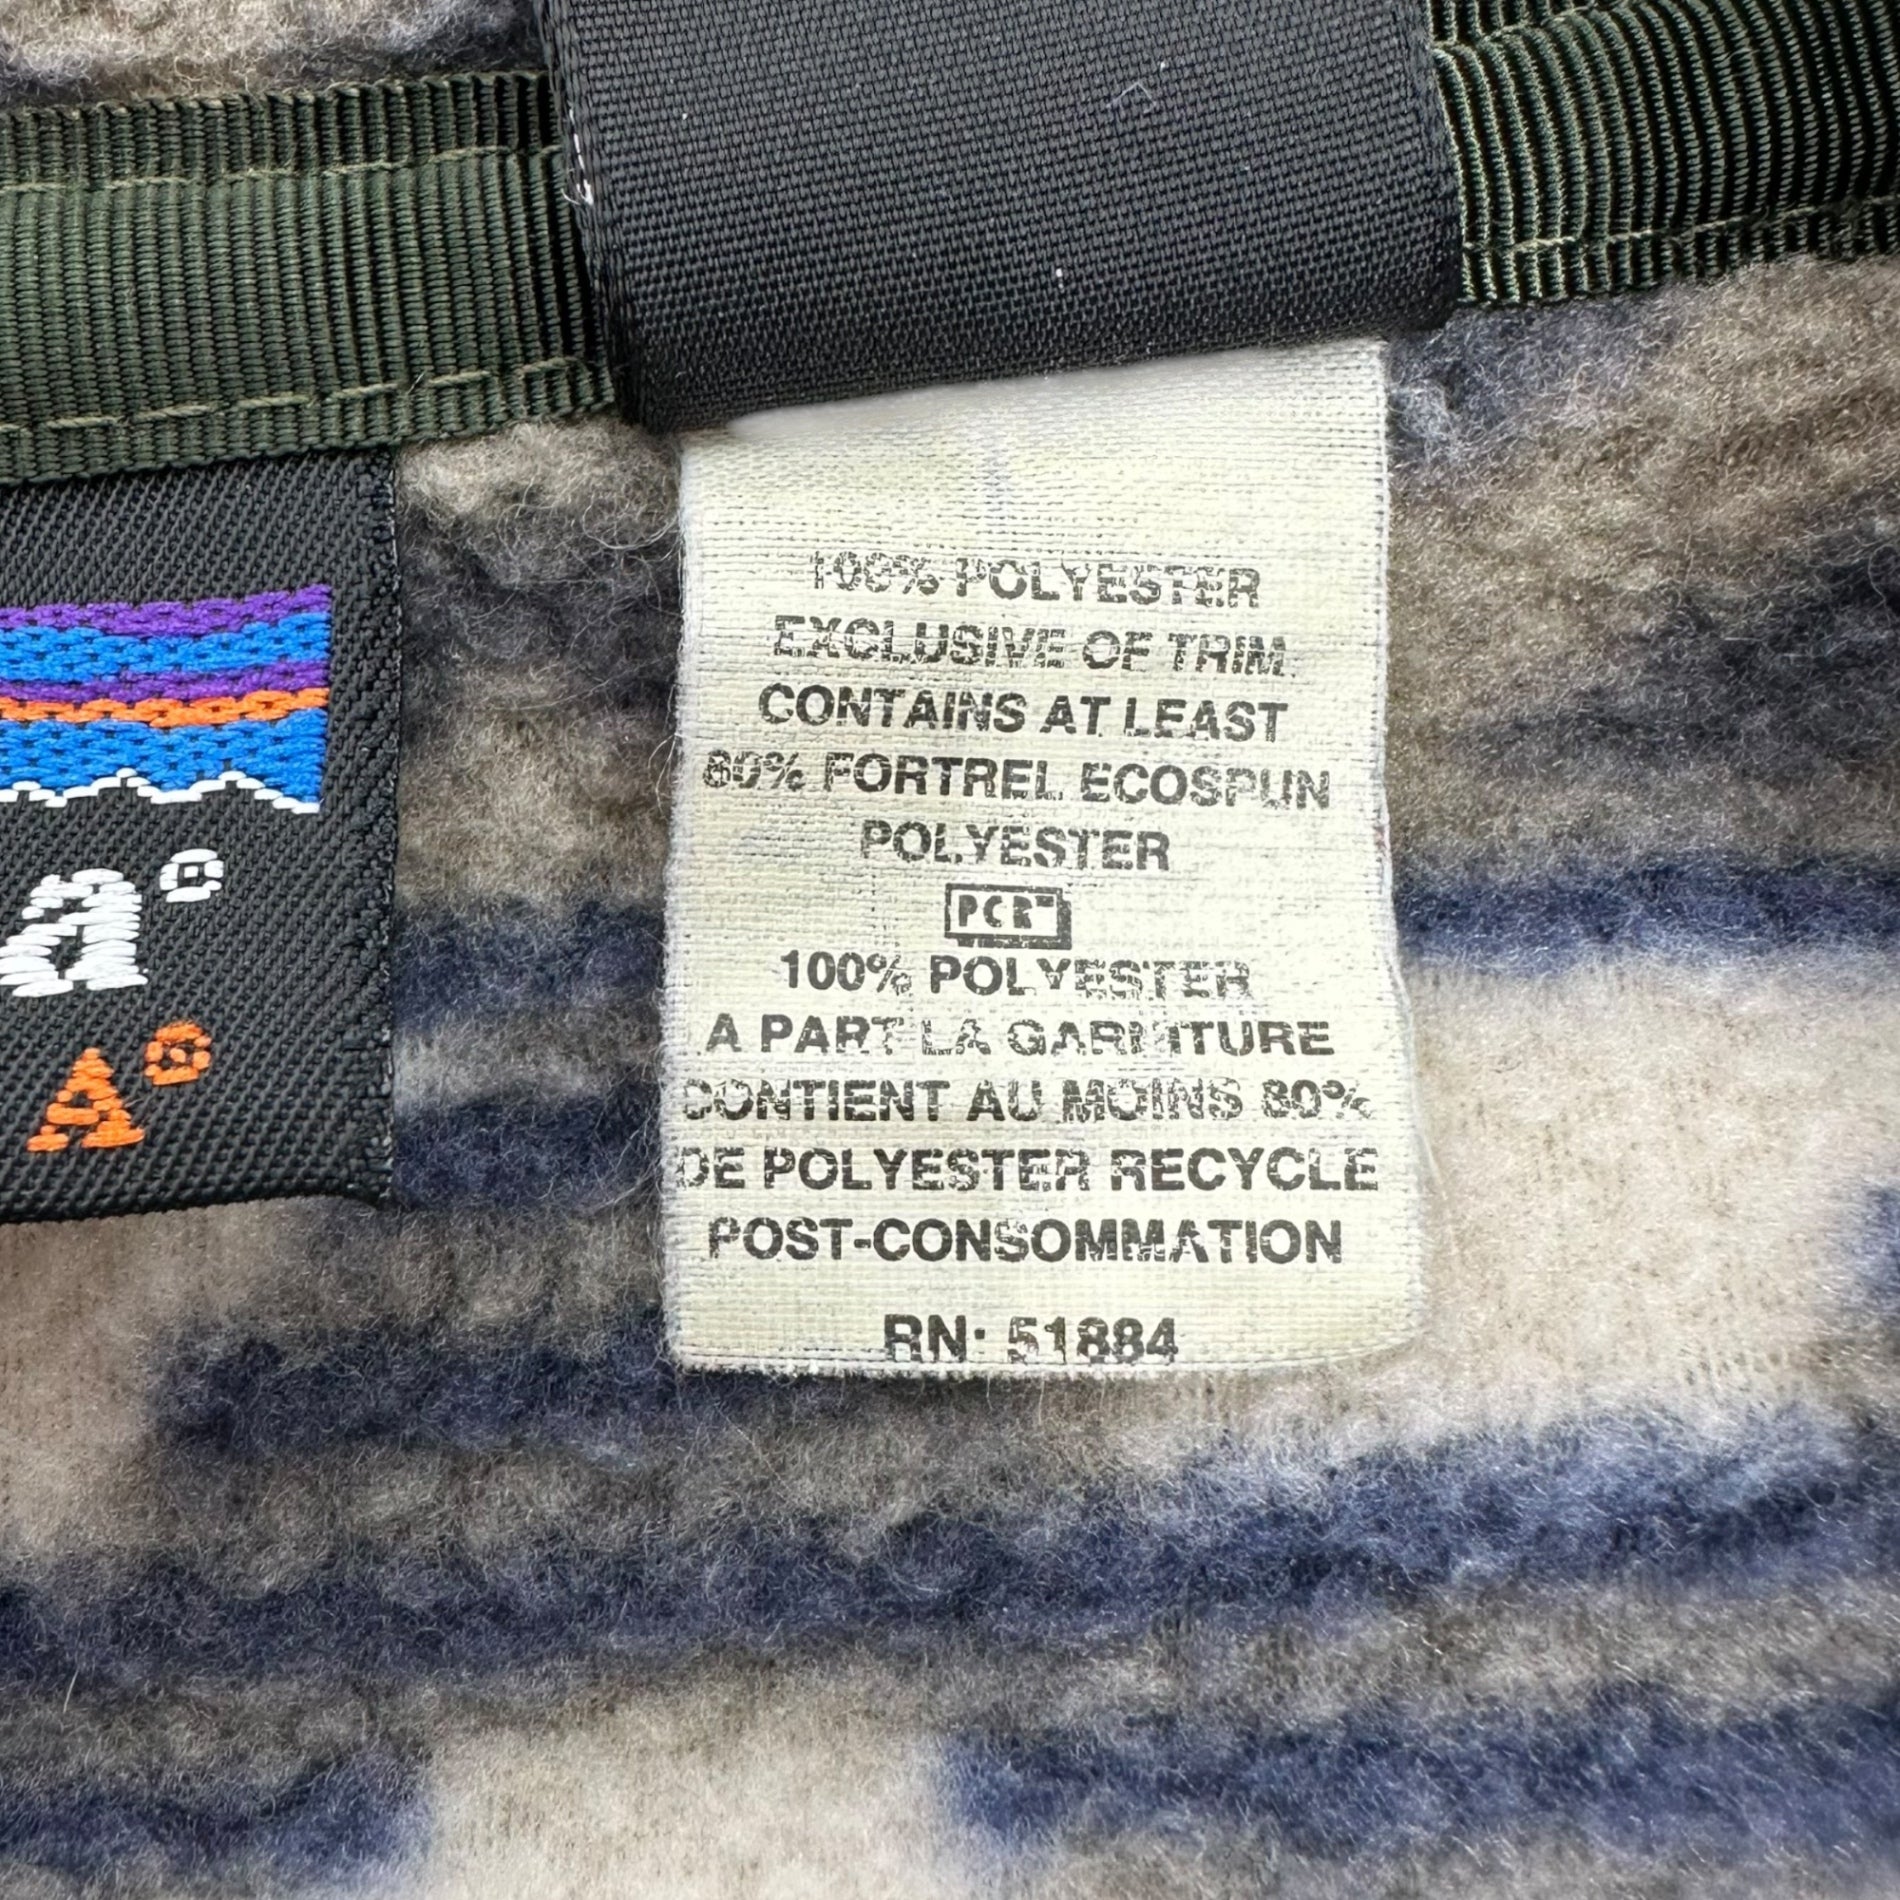 a®
A®
100% POLYESTER
EXCLUSIVE OF TRIM.
CONTAINS AT LEAST
80% FORTREL ECOSPUN
POLYESTER
PCR™
100% POLYESTER
A PART LA GARNITURE
CONTIENT AU MOINS 80%
DE POLYESTER RECYCLE
POST-CONSOMMATION
RN: 51884